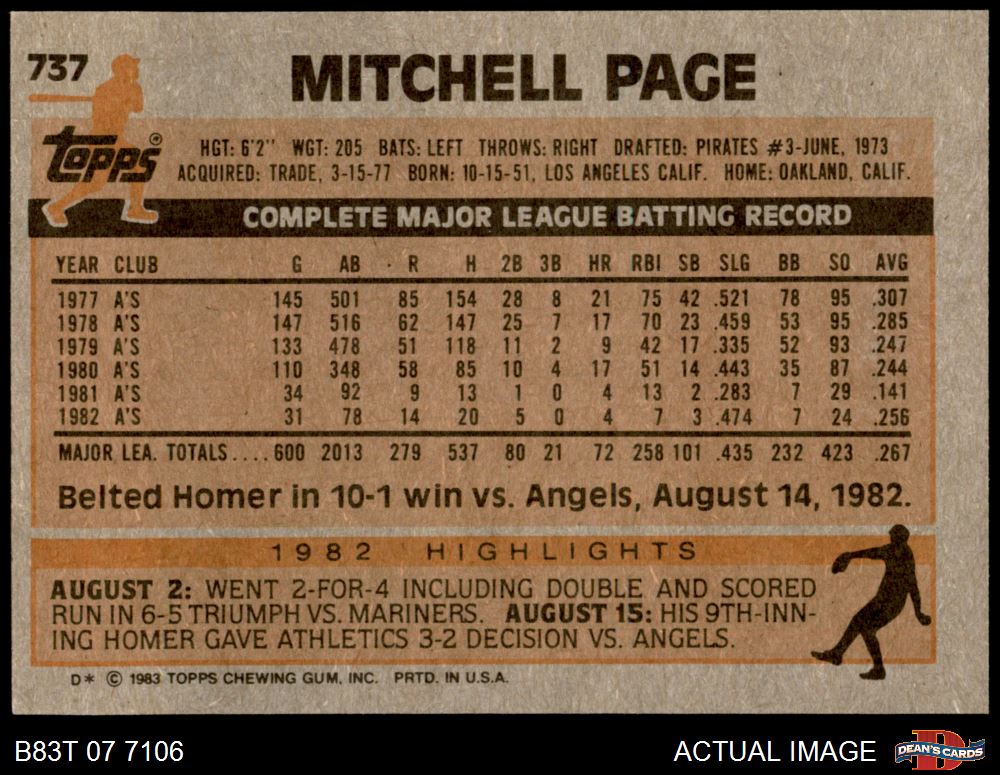 737
MITCHELL PAGE
Topps®
HGT: 6'2" WGT: 205 BATS: LEFT THROWS: RIGHT DRAFTED: PIRATES #3-JUNE, 1973
ACQUIRED: TRADE, 3-15-77 BORN: 10-15-51, LOS ANGELES CALIF. HOME: OAKLAND, CALIF.
COMPLETE MAJOR LEAGUE BATTING RECORD
YEAR CLUB G AB R H 2B 3B HR RBI SB SLG BB SO AVG
1977 A'S 145 501 85 154 28 8 21 75 42 .521 78 95 .307
1978 A'S 147 516 62 147 25 7 17 70 23 .459 53 95 .285
1979 A'S 133 478 51 118 11 2 9 42 17 .335 52 93 .247
1980 A'S 110 348 58 85 10 4 17 51 14 .443 35 87 .244
1981 A'S 34 92 9 13 1 0 4 13 2 .283 7 29 .141
1982 A'S 31 78 14 20 5 0 4 7 3 .474 7 24 .256
MAJOR LEA. TOTALS.... 600 2013 279 537 80 21 72 258 101 .435 232 423 .267
Belted Homer in 10-1 win vs. Angels, August 14, 1982.
1982 HIGHLIGHTS
AUGUST 2: WENT 2-FOR-4 INCLUDING DOUBLE AND SCORED
RUN IN 6-5 TRIUMPH VS. MARINERS. AUGUST 15: HIS 9TH-INN-
ING HOMER GAVE ATHLETICS 3-2 DECISION VS. ANGELS.
D* © 1983 TOPPS CHEWING GUM, INC. PRTD. IN U.S.A.
B83T 07 7106
ACTUAL IMAGE
D
DEAN'S CARDS